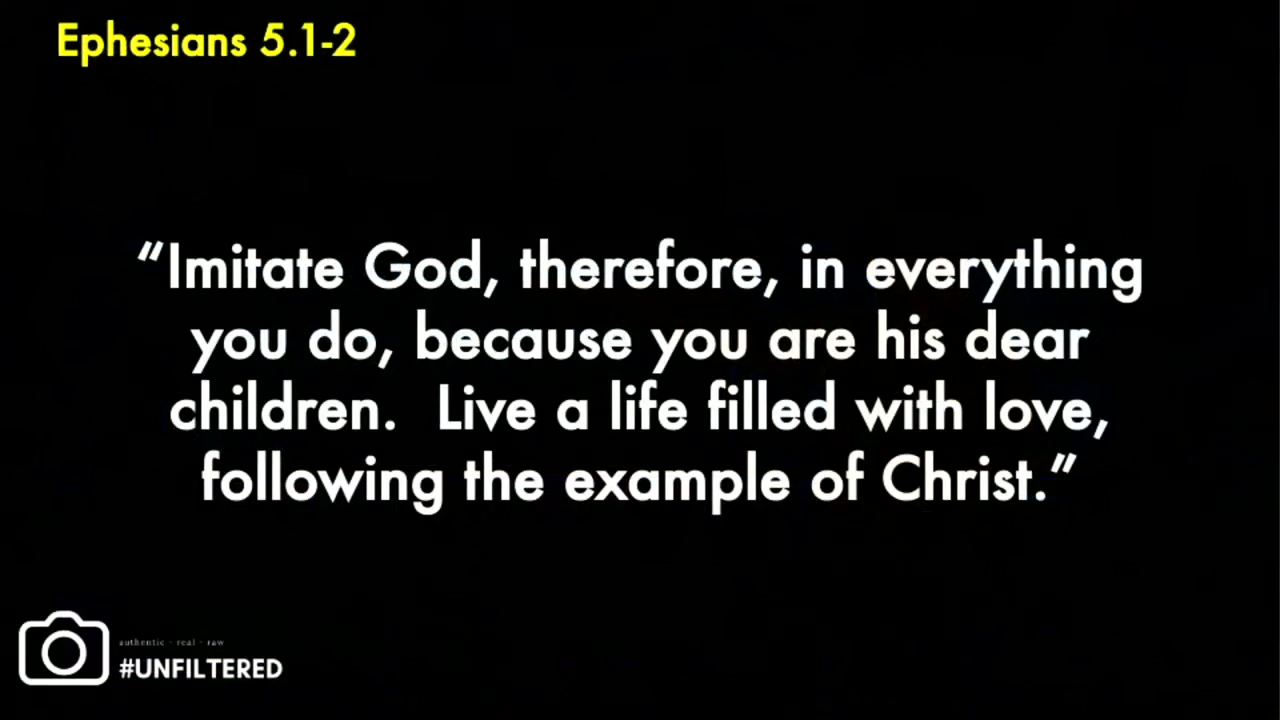 Ephesians 5.1-2
“Imitate God, therefore, in everything
you do, because you are his dear
children.  Live a life filled with love,
following the example of Christ.”
authentic - real - raw
#UNFILTERED